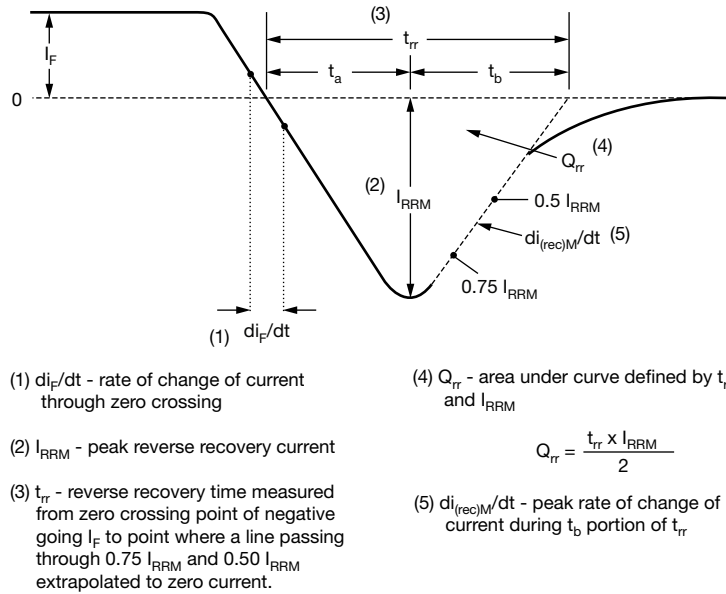 (3)
t_rr
I_F
t_a
t_b
0
Q_rr (4)
(2) I_RRM
0.5 I_RRM
di_(rec)M/dt (5)
0.75 I_RRM
(1) di_F/dt
(1) di_F/dt - rate of change of current
through zero crossing
(2) I_RRM - peak reverse recovery current
(3) t_rr - reverse recovery time measured
from zero crossing point of negative
going I_F to point where a line passing
through 0.75 I_RRM and 0.50 I_RRM
extrapolated to zero current.
(4) Q_rr - area under curve defined by t_r
and I_RRM
Q_rr = t_rr x I_RRM
2
(5) di_(rec)M/dt - peak rate of change of
current during t_b portion of t_rr